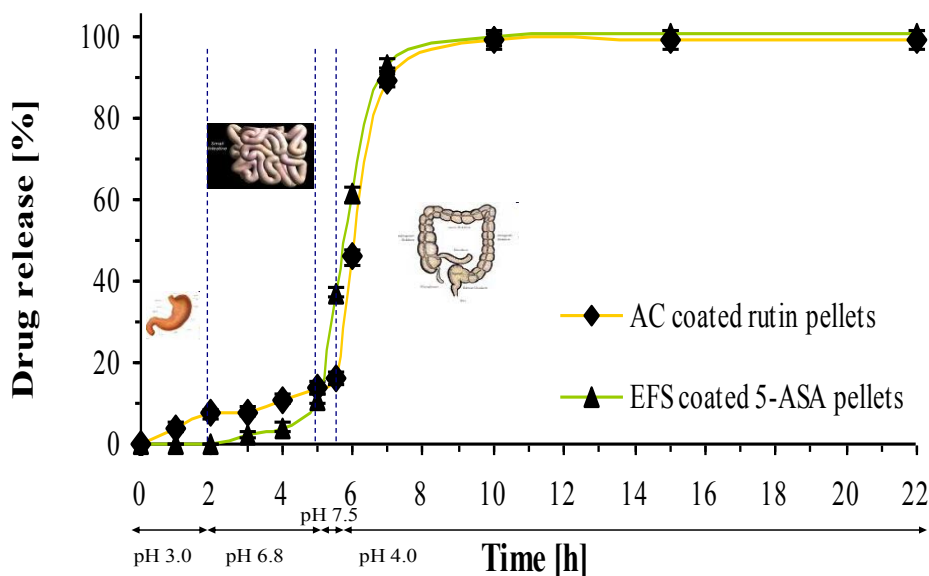 Drug release [%]
100
80
60
40
20
0
Small
intestine
AC coated rutin pellets
EFS coated 5-ASA pellets
0 2 4 6 8 10 12 14 16 18 20 22
pH 7.5
pH 3.0 pH 6.8 pH 4.0 Time [h]